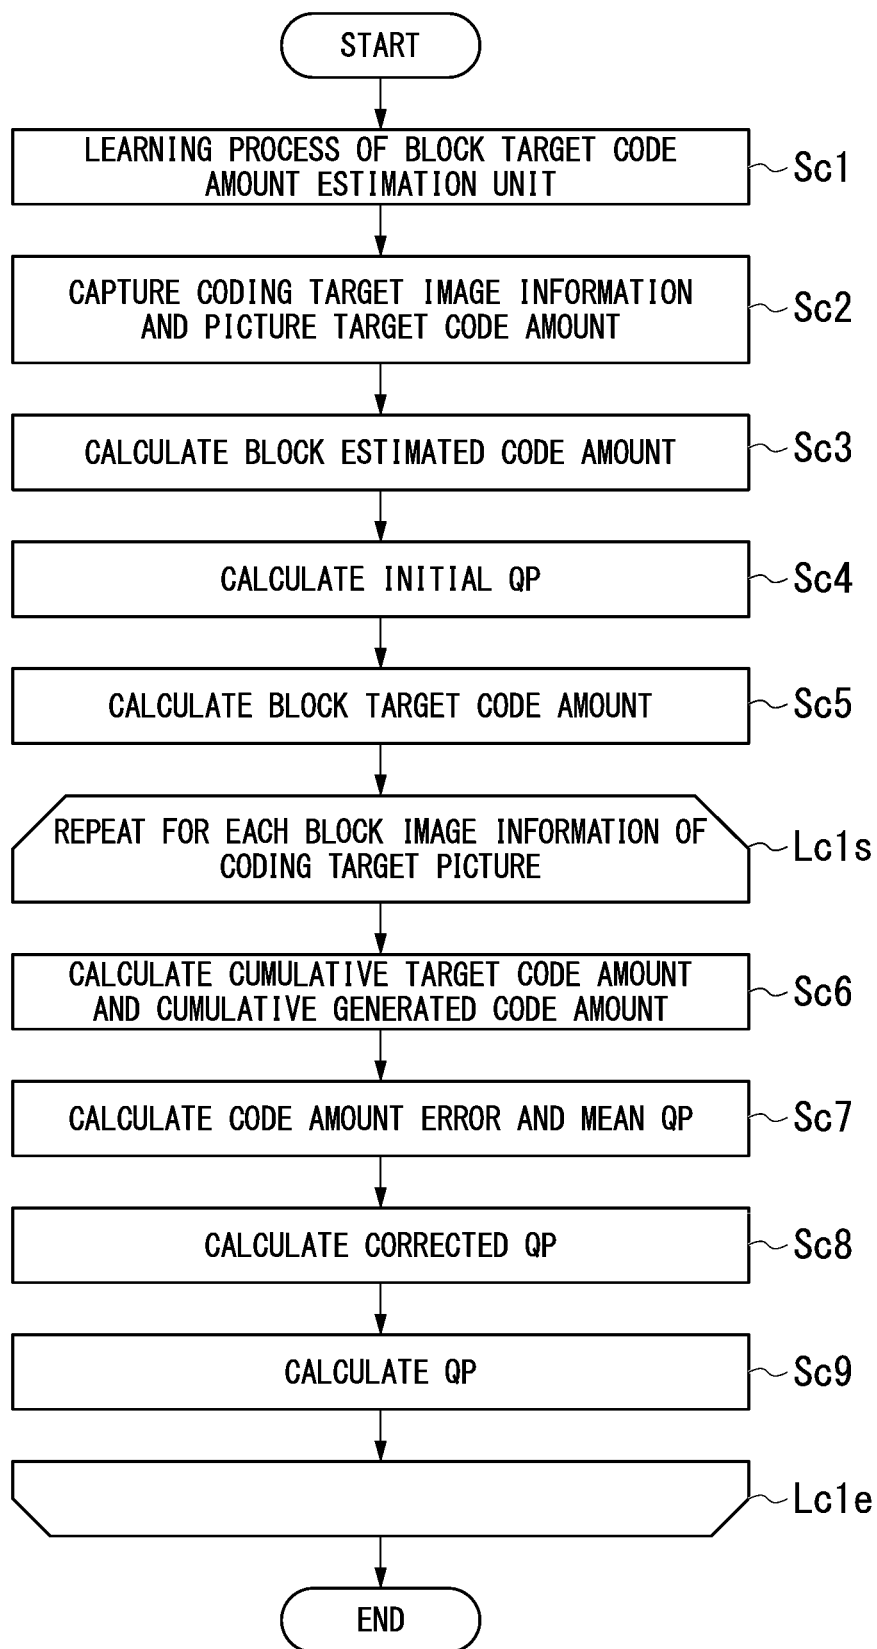 START
LEARNING PROCESS OF BLOCK TARGET CODE
AMOUNT ESTIMATION UNIT
Sc1
CAPTURE CODING TARGET IMAGE INFORMATION
AND PICTURE TARGET CODE AMOUNT
Sc2
CALCULATE BLOCK ESTIMATED CODE AMOUNT
Sc3
CALCULATE INITIAL QP
Sc4
CALCULATE BLOCK TARGET CODE AMOUNT
Sc5
REPEAT FOR EACH BLOCK IMAGE INFORMATION OF
CODING TARGET PICTURE
Lc1s
CALCULATE CUMULATIVE TARGET CODE AMOUNT
AND CUMULATIVE GENERATED CODE AMOUNT
Sc6
CALCULATE CODE AMOUNT ERROR AND MEAN QP
Sc7
CALCULATE CORRECTED QP
Sc8
CALCULATE QP
Sc9
Lc1e
END